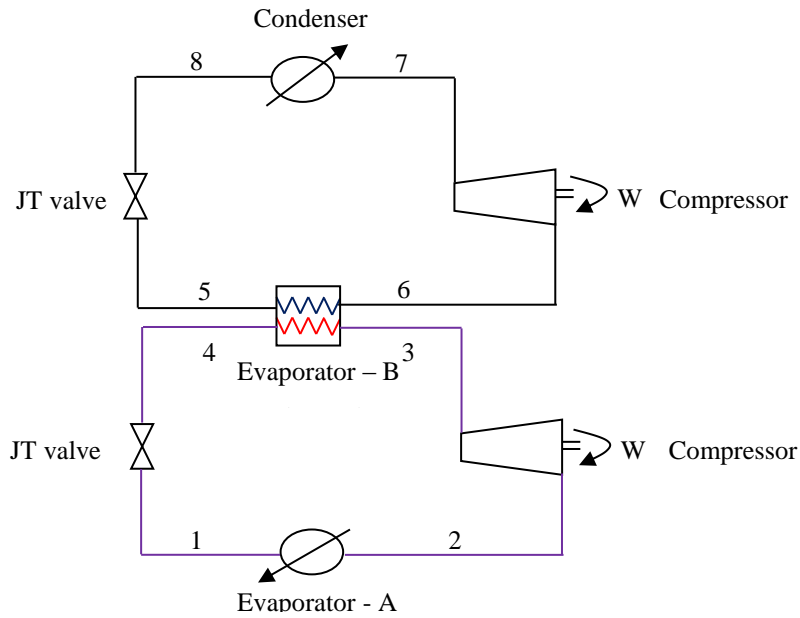 Condenser
8
7
JT valve
W Compressor
5
6
4
3
Evaporator – B
JT valve
W Compressor
1
2
Evaporator - A